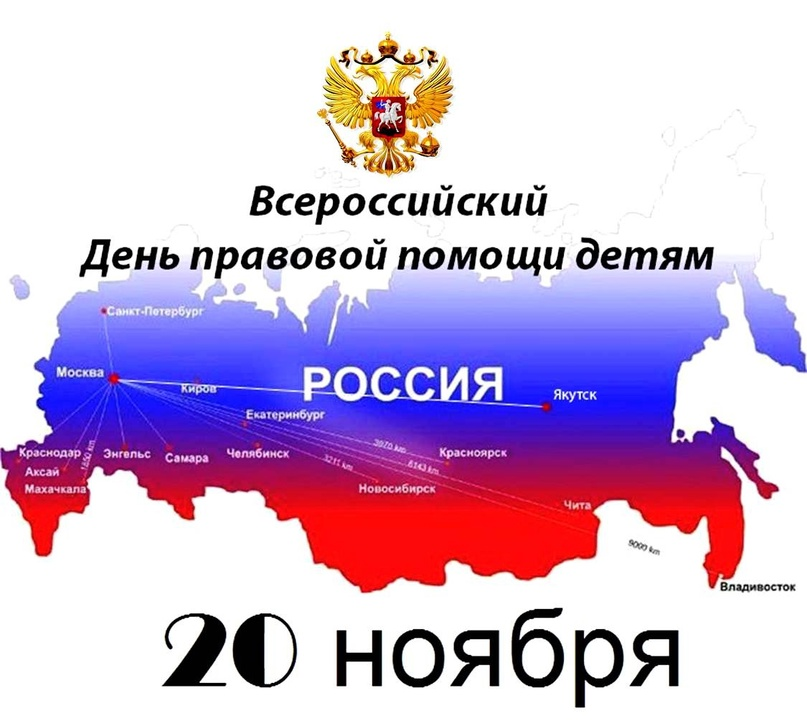 Всероссийский
День правовой помощи детям
Санкт-Петербург
Москва
Киров
РОССИЯ
Якутск
Екатеринбург
Краснодар
Энгельс
Самара
Челябинск
3970 km
Красноярск
Аксай
1650 km
3211 km
6143 km
Махачкала
Новосибирск
Чита
9000 km
Владивосток
20 ноября